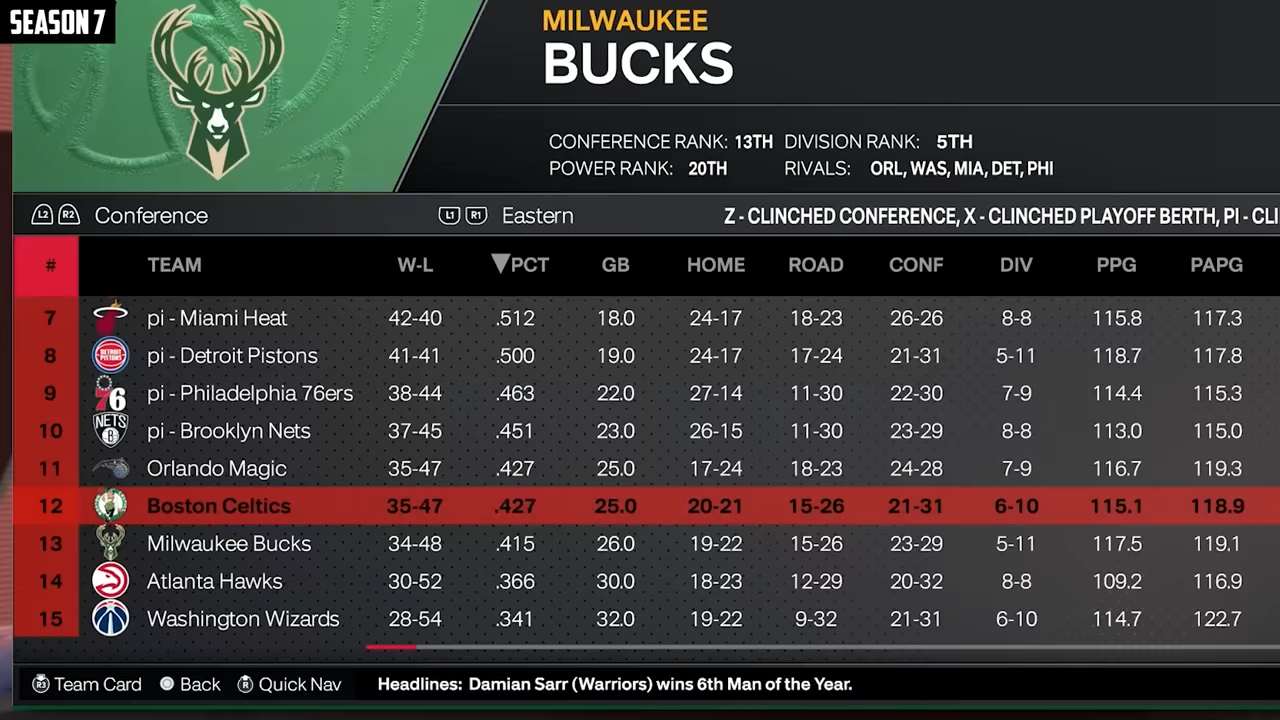 SEASON 7
MILWAUKEE
BUCKS
CONFERENCE RANK: 13TH DIVISION RANK: 5TH
POWER RANK: 20TH RIVALS: ORL, WAS, MIA, DET, PHI
L2 R2 Conference L1 R1 Eastern Z - CLINCHED CONFERENCE, X - CLINCHED PLAYOFF BERTH, PI - CLI
# TEAM W-L ▼PCT GB HOME ROAD CONF DIV PPG PAPG
7 pi - Miami Heat 42-40 .512 18.0 24-17 18-23 26-26 8-8 115.8 117.3
8 DETROIT PISTONS pi - Detroit Pistons 41-41 .500 19.0 24-17 17-24 21-31 5-11 118.7 117.8
9 76 pi - Philadelphia 76ers 38-44 .463 22.0 27-14 11-30 22-30 7-9 114.4 115.3
10 NETS B pi - Brooklyn Nets 37-45 .451 23.0 26-15 11-30 23-29 8-8 113.0 115.0
11 Orlando Magic 35-47 .427 25.0 17-24 18-23 24-28 7-9 116.7 119.3
12 Boston Celtics 35-47 .427 25.0 20-21 15-26 21-31 6-10 115.1 118.9
13 Milwaukee Bucks 34-48 .415 26.0 19-22 15-26 23-29 5-11 117.5 119.1
14 Atlanta Hawks 30-52 .366 30.0 18-23 12-29 20-32 8-8 109.2 116.9
15 Washington Wizards 28-54 .341 32.0 19-22 9-32 21-31 6-10 114.7 122.7
R3 Team Card Back R Quick Nav Headlines: Damian Sarr (Warriors) wins 6th Man of the Year.